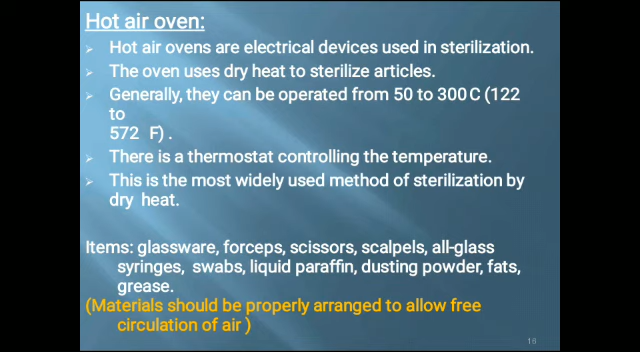 Hot air oven:
➢ Hot air ovens are electrical devices used in sterilization.
➢ The oven uses dry heat to sterilize articles.
➢ Generally, they can be operated from 50 to 300 C (122
to
572 F) .
➢ There is a thermostat controlling the temperature.
➢ This is the most widely used method of sterilization by
dry heat.
Items: glassware, forceps, scissors, scalpels, all-glass
syringes, swabs, liquid paraffin, dusting powder, fats,
grease.
(Materials should be properly arranged to allow free
circulation of air )
16